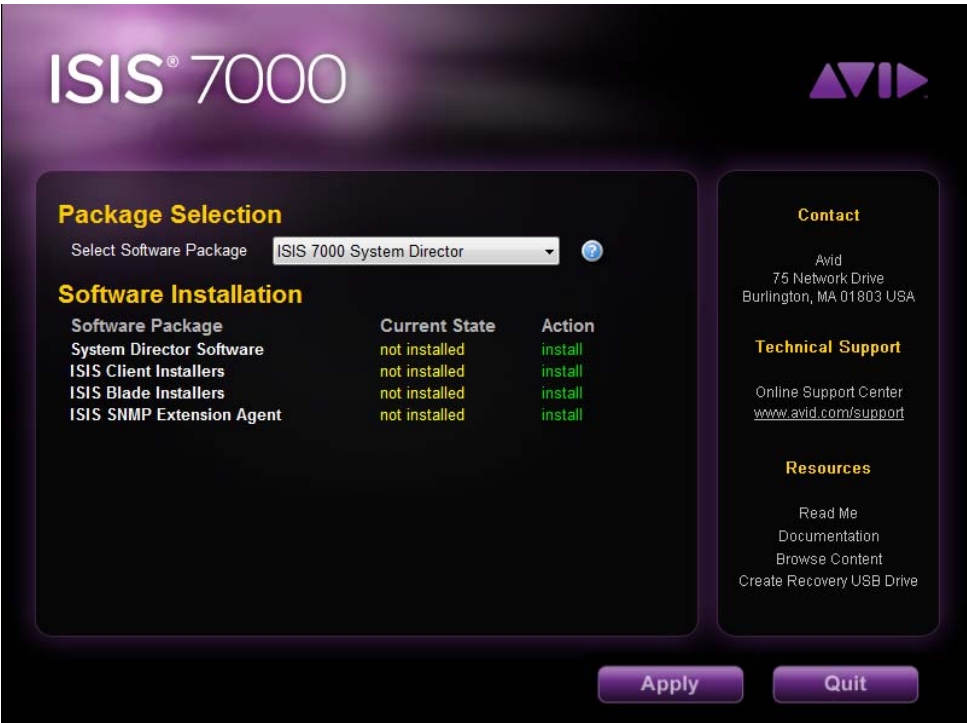 ISIS® 7000
AVID
Package Selection
Select Software Package ISIS 7000 System Director ?
Software Installation
Software Package Current State Action
System Director Software not installed install
ISIS Client Installers not installed install
ISIS Blade Installers not installed install
ISIS SNMP Extension Agent not installed install
Contact
Avid
75 Network Drive
Burlington, MA 01803 USA
Technical Support
Online Support Center
www.avid.com/support
Resources
Read Me
Documentation
Browse Content
Create Recovery USB Drive
Apply
Quit